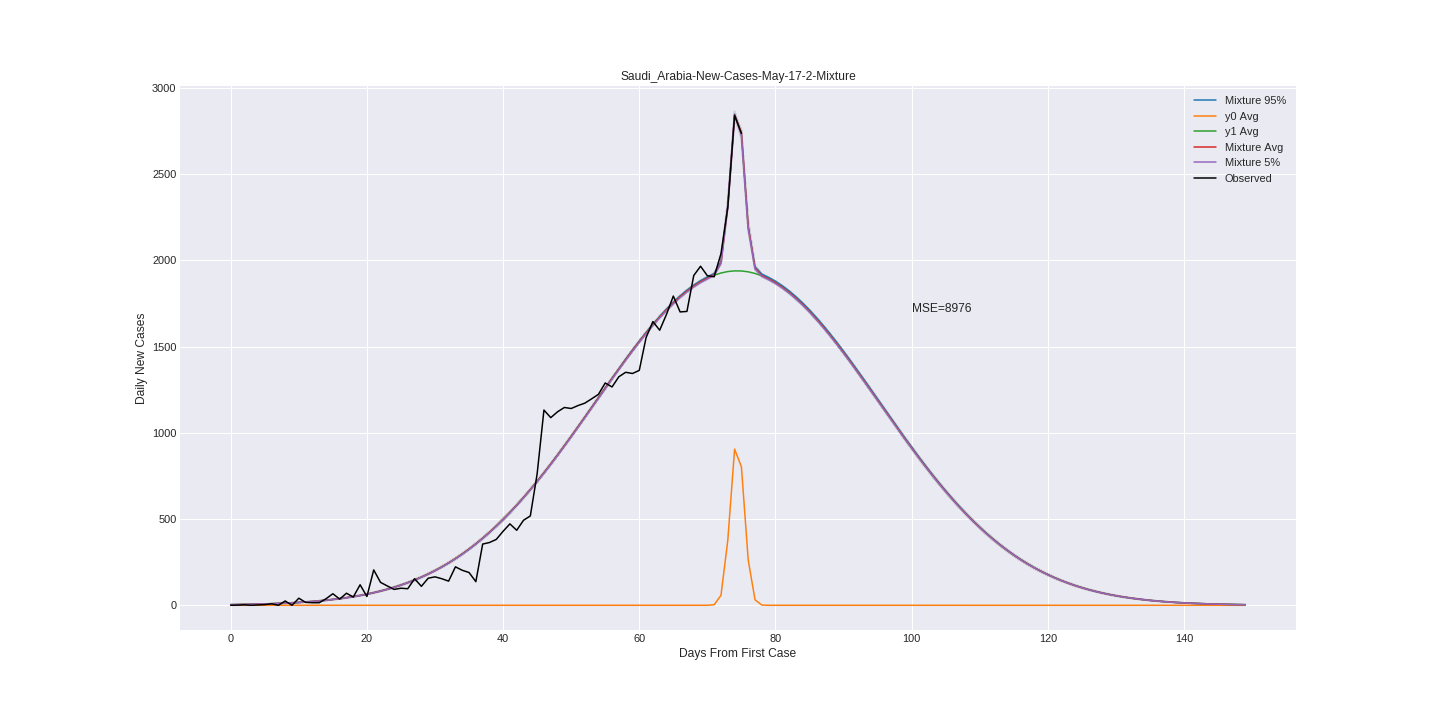 Saudi_Arabia-New-Cases-May-17-2-Mixture
3000
2500
2000
1500
1000
500
0
Daily New Cases
Mixture 95%
y0 Avg
y1 Avg
Mixture Avg
Mixture 5%
Observed
MSE=8976
0 20 40 60 80 100 120 140
Days From First Case